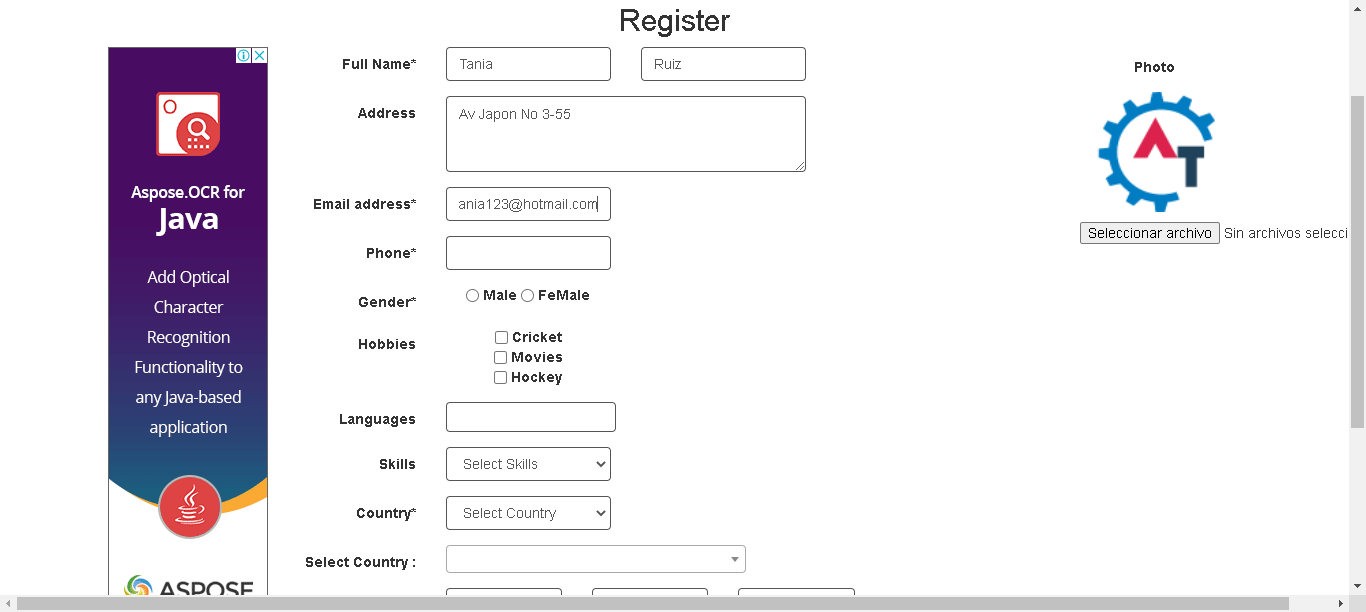 Register
Full Name*
Tania
Ruiz
Address
Av Japon No 3-55
Email address*
ania123@hotmail.com
Phone*
Gender*
Male FeMale
Hobbies
Cricket
Movies
Hockey
Languages
Skills
Select Skills
Country*
Select Country
Select Country :
Photo
AT
Seleccionar archivo Sin archivos selecci
Aspose.OCR for
Java
Add Optical
Character
Recognition
Functionality to
any Java-based
application
ASPOSE